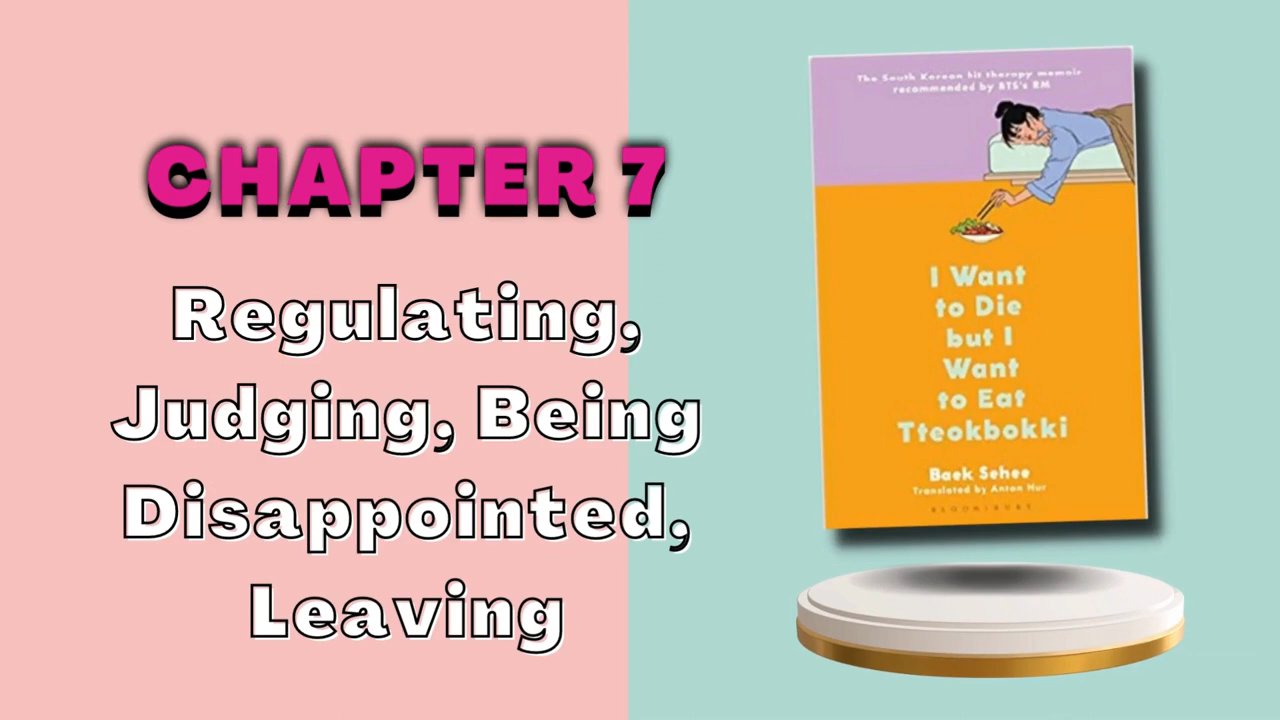 CHAPTER 7
Regulating,
Judging, Being
Disappointed,
Leaving
The South Korean hit therapy memoir
recommended by BTS's RM
I Want
to Die
but I
Want
to Eat
Tteokbokki
Baek Sehee
Translated by Anton Hur
BLOOMSBURY